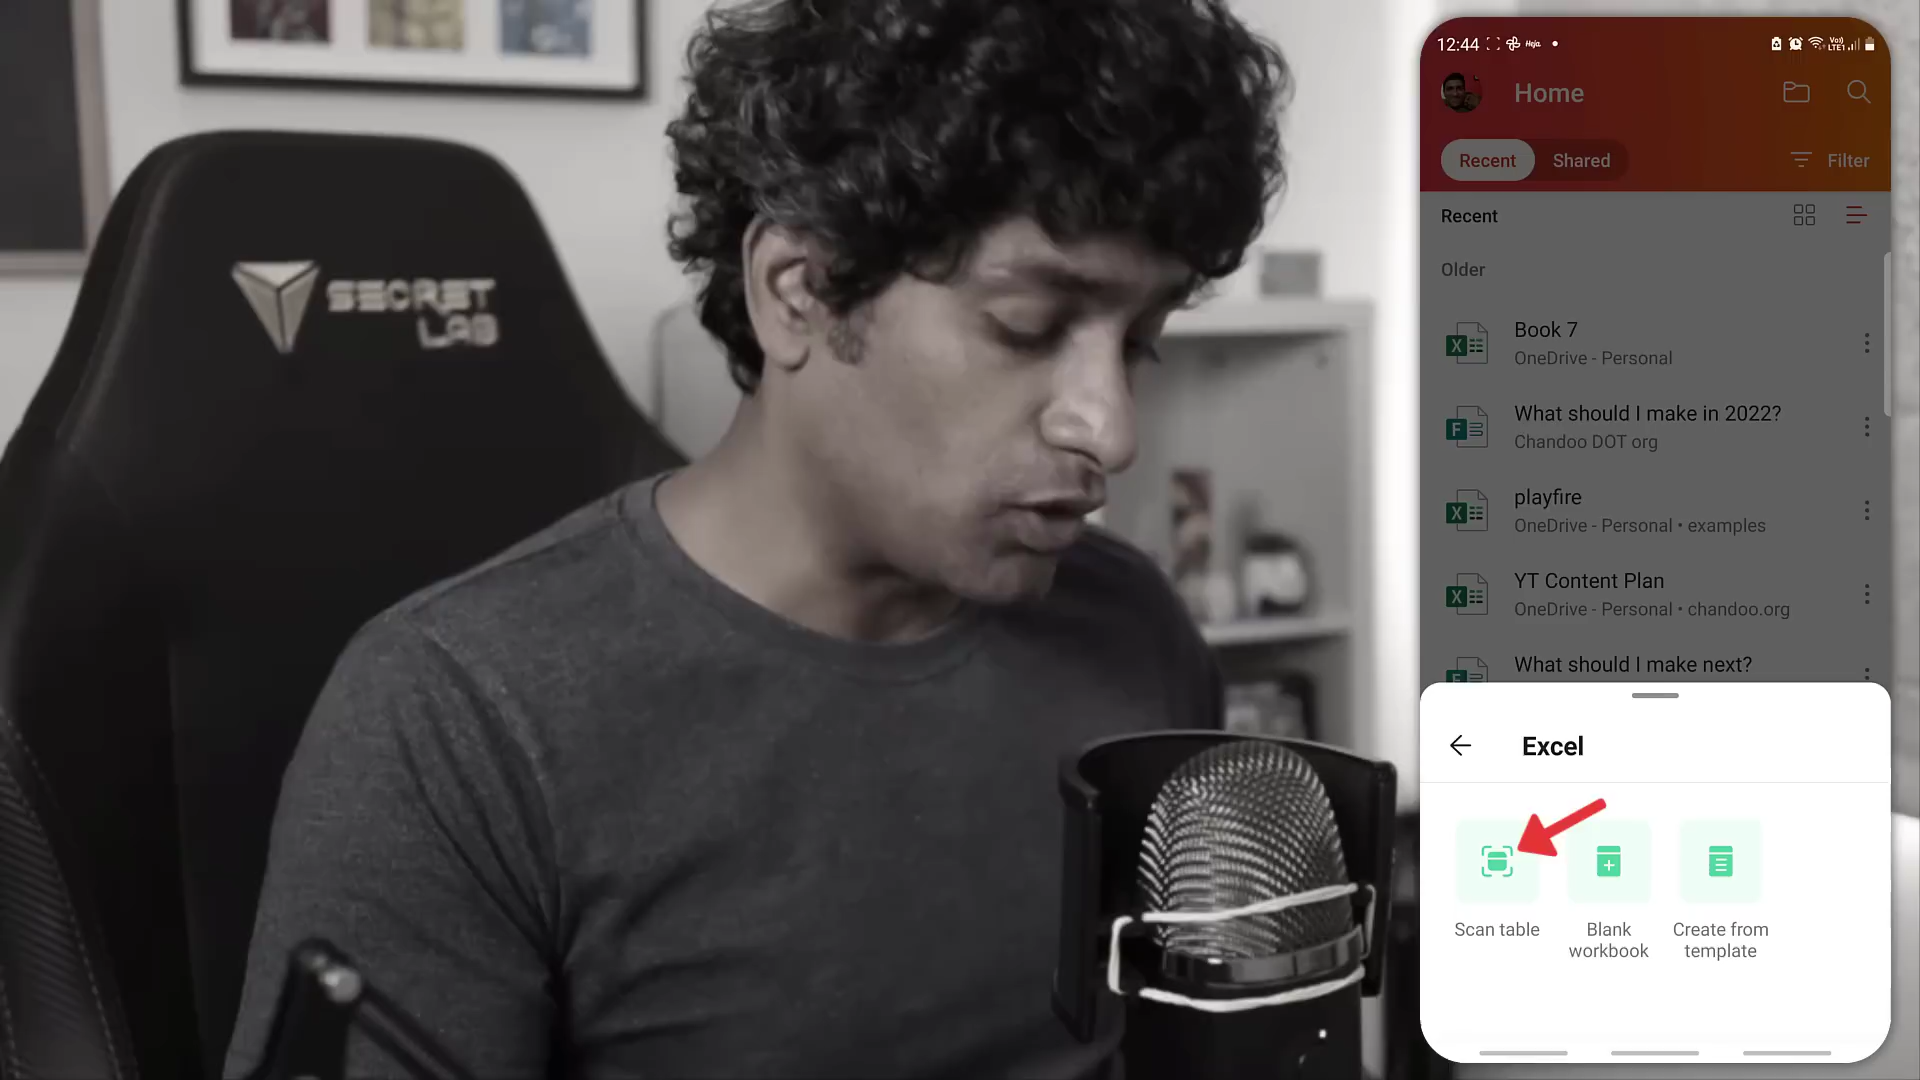 SECRET
LAB
12:44
Home
Recent
Shared
Filter
Recent
Older
Book 7
OneDrive - Personal
What should I make in 2022?
Chandoo DOT org
playfire
OneDrive - Personal • examples
YT Content Plan
OneDrive - Personal • chandoo.org
What should I make next?
Excel
Scan table
Blank
workbook
Create from
template